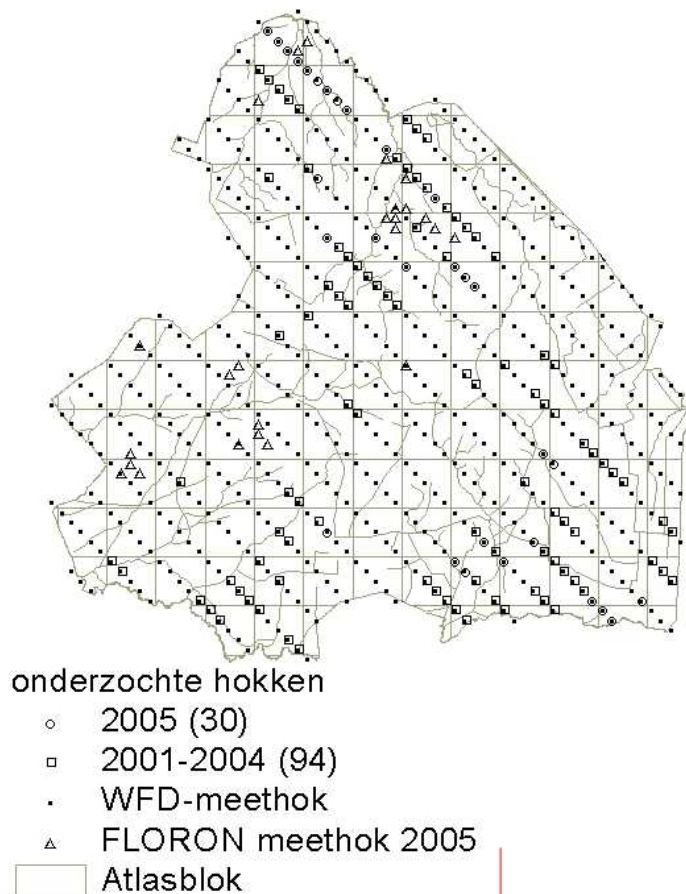 onderzochte hokken
2005 (30)
2001-2004 (94)
WFD-meethok
FLORON meethok 2005
Atlasblok